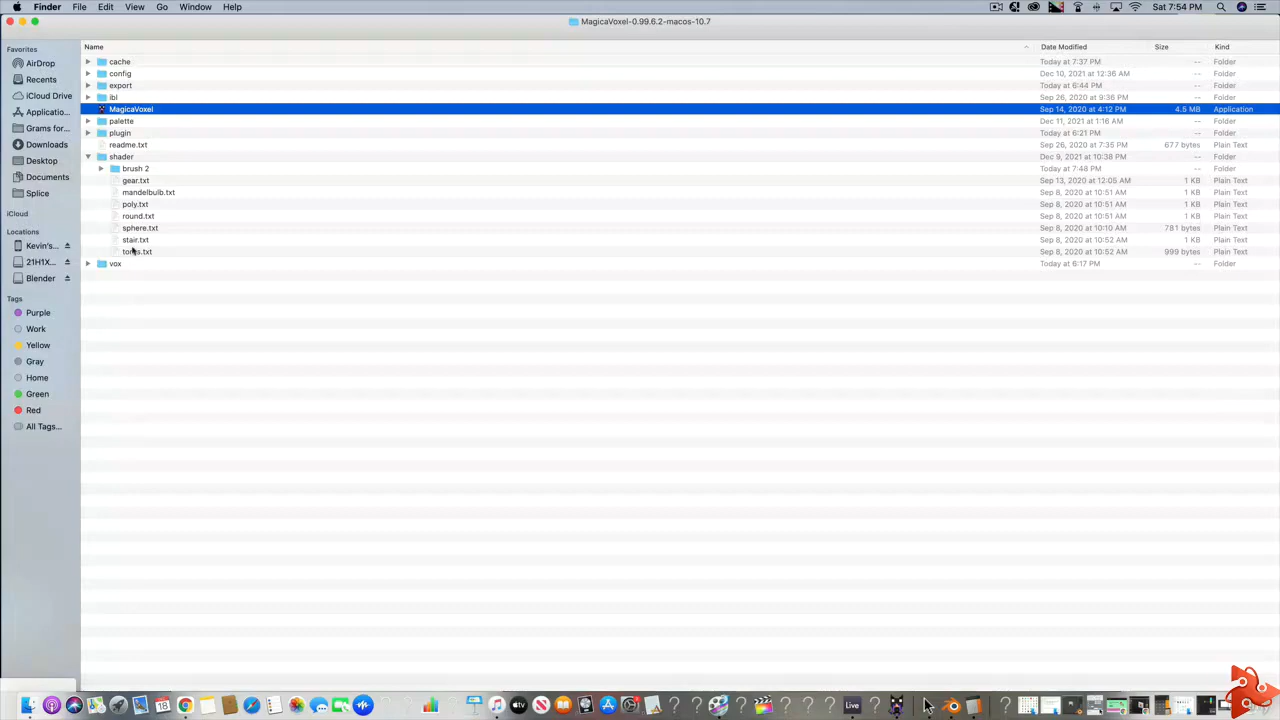 Finder File Edit View Go Window Help Sat 7:54 PM
MagicaVoxel-0.99.6.2-macos-10.7
Favorites
AirDrop
Recents
iCloud Drive
Applicatio...
Grams for...
Downloads
Desktop
Documents
Splice
iCloud
Locations
Kevin's...
21H1X...
Blender
Tags
Purple
Work
Yellow
Gray
Home
Green
Red
All Tags...
Name Date Modified Size Kind
cache Today at 7:37 PM -- Folder
config Dec 10, 2021 at 12:36 AM -- Folder
export Today at 6:44 PM -- Folder
ibl Sep 26, 2020 at 9:36 PM -- Folder
MagicaVoxel Sep 14, 2020 at 4:12 PM 4.5 MB Application
palette Dec 11, 2021 at 1:16 AM -- Folder
plugin Today at 6:21 PM -- Folder
readme.txt Sep 26, 2020 at 7:35 PM 677 bytes Plain Text
shader Dec 9, 2021 at 10:38 PM -- Folder
brush 2 Today at 7:48 PM -- Folder
gear.txt Sep 13, 2020 at 12:05 AM 1 KB Plain Text
mandelbulb.txt Sep 8, 2020 at 10:51 AM 1 KB Plain Text
poly.txt Sep 8, 2020 at 10:51 AM 1 KB Plain Text
round.txt Sep 8, 2020 at 10:51 AM 1 KB Plain Text
sphere.txt Sep 8, 2020 at 10:10 AM 781 bytes Plain Text
stair.txt Sep 8, 2020 at 10:52 AM 1 KB Plain Text
torus.txt Sep 8, 2020 at 10:52 AM 999 bytes Plain Text
vox Today at 6:17 PM -- Folder
18
tv
Live